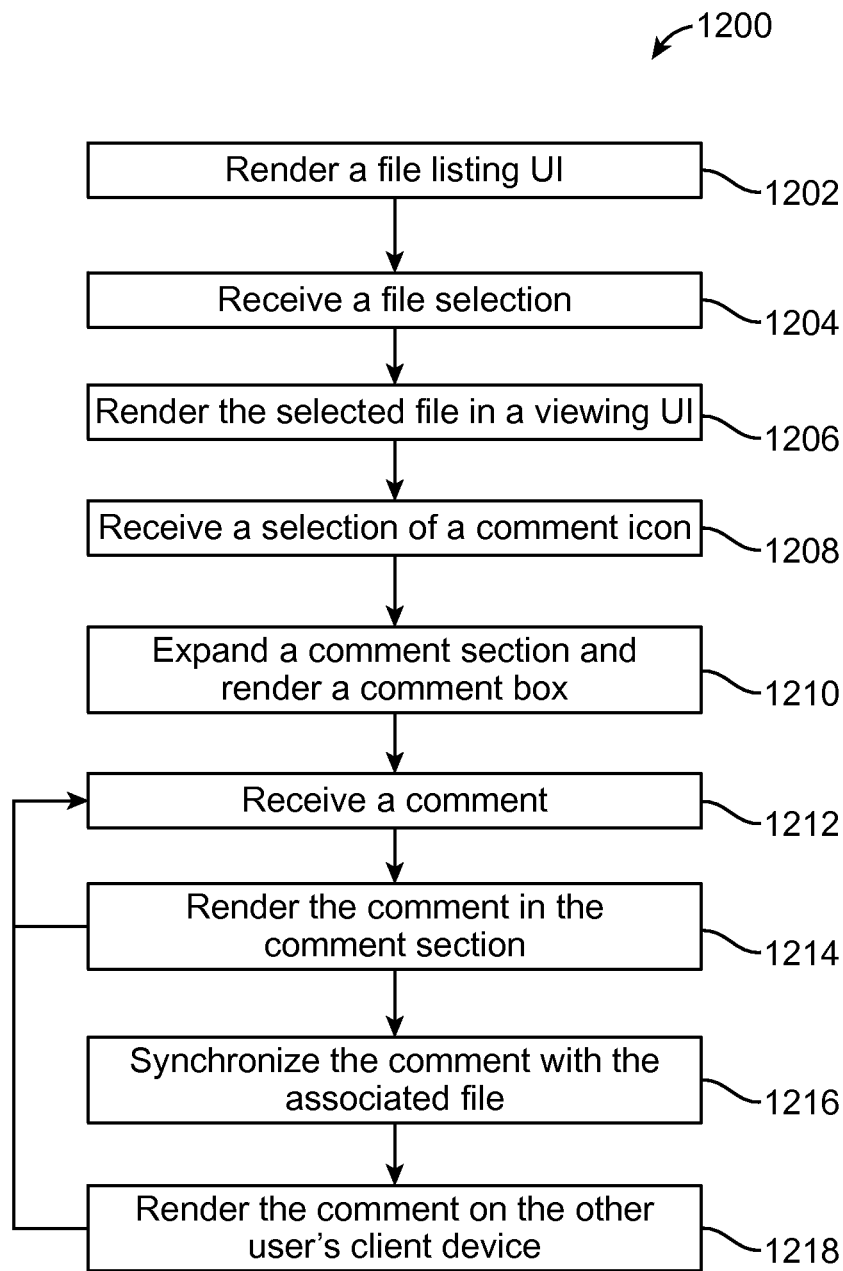 1200
Render a file listing UI
1202
Receive a file selection
1204
Render the selected file in a viewing UI
1206
Receive a selection of a comment icon
1208
Expand a comment section and
render a comment box
1210
Receive a comment
1212
Render the comment in the
comment section
1214
Synchronize the comment with the
associated file
1216
Render the comment on the other
user's client device
1218